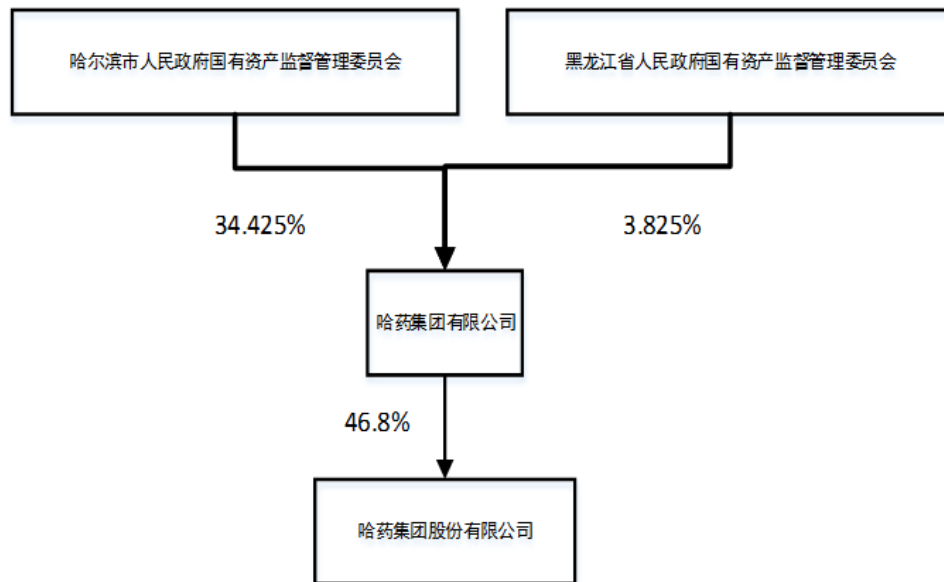 哈尔滨市人民政府国有资产监督管理委员会
黑龙江省人民政府国有资产监督管理委员会
34.425%
3.825%
哈药集团有限公司
46.8%
哈药集团股份有限公司